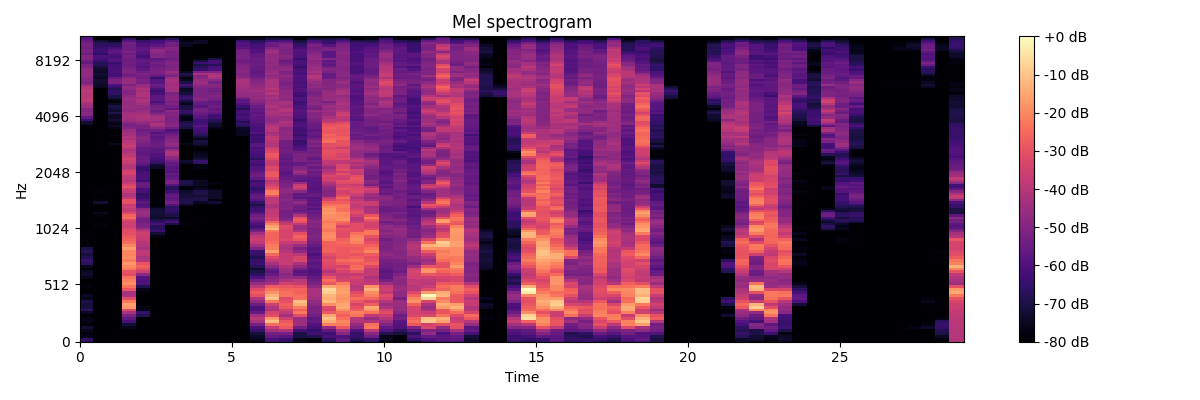 Mel spectrogram
8192
4096
2048
1024
512
0
Hz
0 5 10 15 20 25
Time
+0 dB
-10 dB
-20 dB
-30 dB
-40 dB
-50 dB
-60 dB
-70 dB
-80 dB